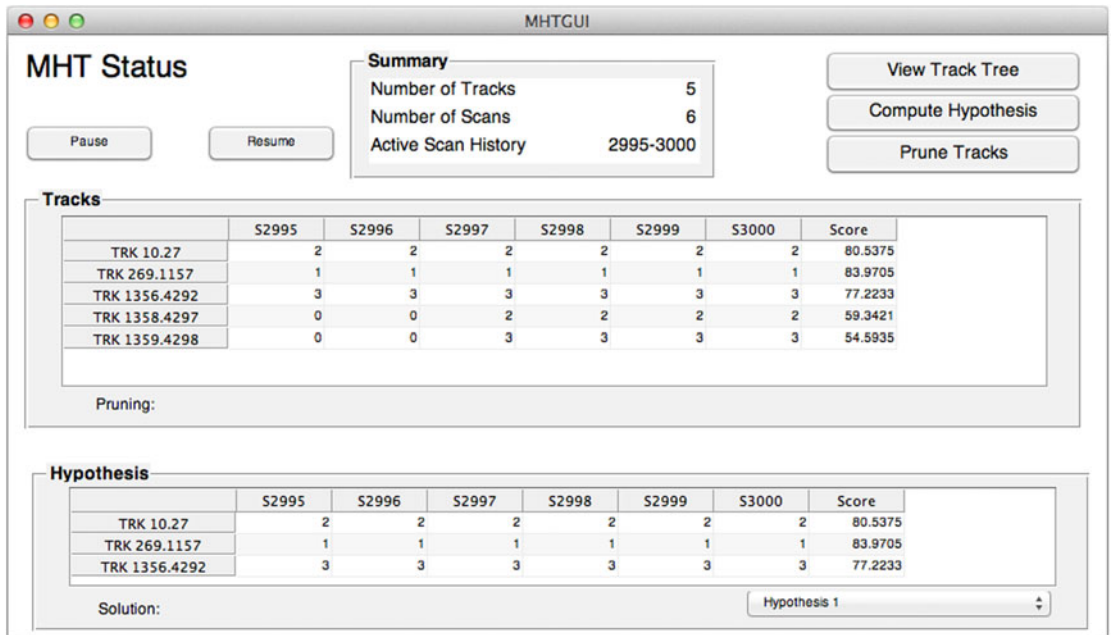 MHTGUI
MHT Status
Pause Resume
Summary
Number of Tracks 5
Number of Scans 6
Active Scan History 2995-3000
View Track Tree
Compute Hypothesis
Prune Tracks
Tracks
S2995 S2996 S2997 S2998 S2999 S3000 Score
TRK 10.27 2 2 2 2 2 2 80.5375
TRK 269.1157 1 1 1 1 1 1 83.9705
TRK 1356.4292 3 3 3 3 3 3 77.2233
TRK 1358.4297 0 0 2 2 2 2 59.3421
TRK 1359.4298 0 0 3 3 3 3 54.5935
Pruning:
Hypothesis
S2995 S2996 S2997 S2998 S2999 S3000 Score
TRK 10.27 2 2 2 2 2 2 80.5375
TRK 269.1157 1 1 1 1 1 1 83.9705
TRK 1356.4292 3 3 3 3 3 3 77.2233
Solution: Hypothesis 1